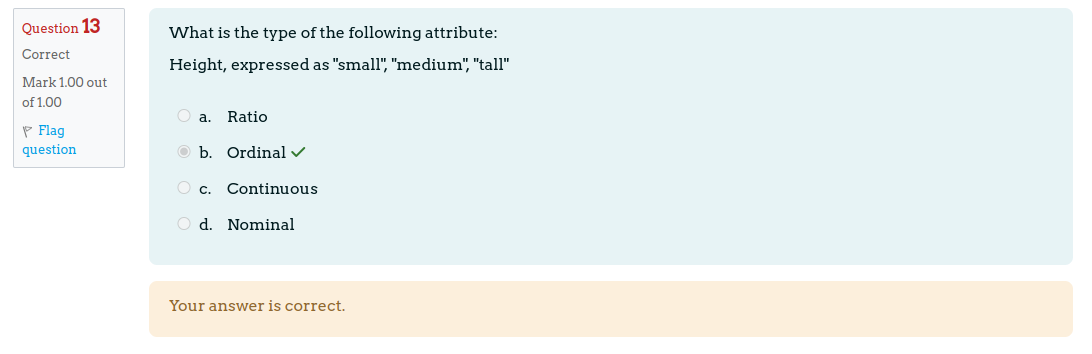 Question 13
Correct
Mark 1.00 out
of 1.00
Flag
question
What is the type of the following attribute:
Height, expressed as "small", "medium", "tall"
a. Ratio
b. Ordinal
c. Continuous
d. Nominal
Your answer is correct.